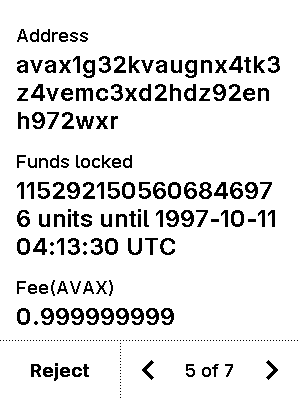 Address
avax1g32kvaugnx4tk3
z4vemc3xd2hdz92en
h972wxr
Funds locked
115292150560684697
6 units until 1997-10-11
04:13:30 UTC
Fee(AVAX)
0.999999999
Reject
5 of 7